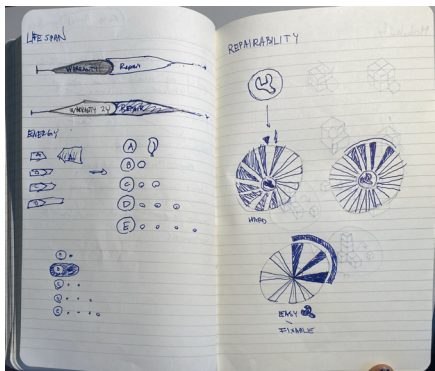 LIFE SPAN
WARRANTY Repair
WARRANTY 2Y REPAIR
ENERGY
A
B
C
D
E
REPAIRABILITY
HARD
EASY
FIXABLE